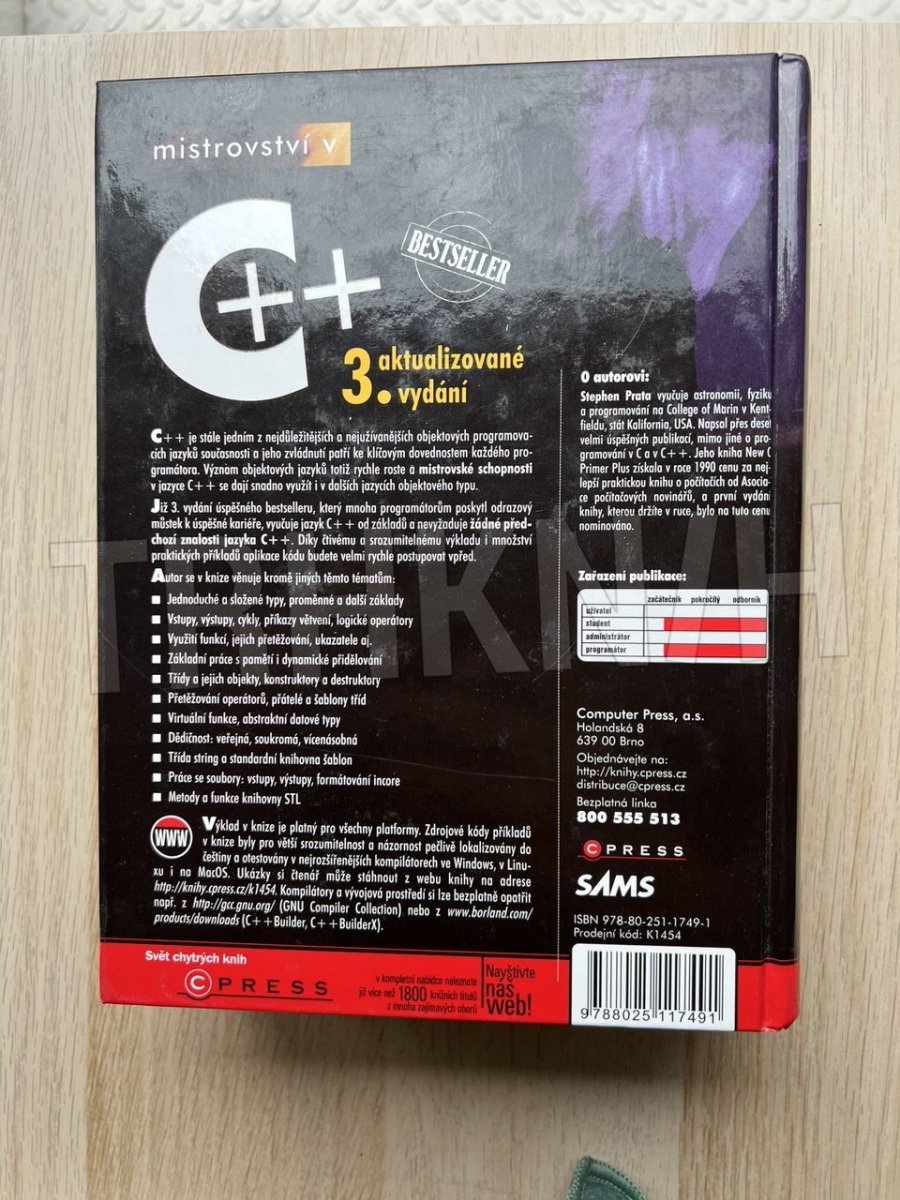 mistrovství v
C++
BESTSELLER
3. aktualizované
vydání
C++ je stále jedním z nejdůležitějších a nejužívanějších objektových programova-
cích jazyků současnosti a jeho zvládnutí patří ke klíčovým dovednostem každého pro-
gramátora. Význam objektových jazyků totiž rychle roste a mistrovské schopnosti
v jazyce C++ se dají snadno využít i v dalších jazycích objektového typu.
Již 3. vydání úspěšného bestselleru, který mnoha programátorům poskytl odrazový
můstek k úspěšné kariéře, vyučuje jazyk C++ od základů a nevyžaduje žádné před-
chozí znalosti jazyka C++. Díky čtivému a srozumitelnému výkladu i množství
praktických příkladů aplikace kódu budete velmi rychle postupovat vpřed.
Autor se v knize věnuje kromě jiných těmto tématům:
Jednoduché a složené typy, proměnné a další základy
Vstupy, výstupy, cykly, příkazy větvení, logické operátory
Využití funkcí, jejich přetěžování, ukazatele aj.
Základní práce s pamětí i dynamické přidělování
Třídy a jejich objekty, konstruktory a destruktory
Přetěžování operátorů, přátelé a šablony tříd
Virtuální funkce, abstraktní datové typy
Dědičnost: veřejná, soukromá, vícenásobná
Třída string a standardní knihovna šablon
Práce se soubory: vstupy, výstupy, formátování incore
Metody a funkce knihovny STL
WWW
Výklad v knize je platný pro všechny platformy. Zdrojové kódy příkladů
v knize byly pro větší srozumitelnost a názornost pečlivě lokalizovány do
češtiny a otestovány v nejrozšířenějších kompilátorech ve Windows, v Linu-
xu i na MacOS. Ukázky si čtenář může stáhnout z webu knihy na adrese
http://knihy.cpress.cz/k1454. Kompilátory a vývojová prostředí si lze bezplatně opatřit
např. z http://gcc.gnu.org/ (GNU Compiler Collection) nebo z www.borland.com/
products/downloads (C++Builder, C++BuilderX).
O autorovi:
Stephen Prata vyučuje astronomii, fyziku
a programování na College of Marin v Kent-
fieldu, stát Kalifornia, USA. Napsal přes deset
velmi úspěšných publikací, mimo jiné o pro-
gramování v C a v C++. Jeho kniha New C
Primer Plus získala v roce 1990 cenu za nej-
lepší praktickou knihu o počítačích od Asocia-
ce počítačových novinářů, a první vydání
knihy, kterou držíte v ruce, bylo na tuto cenu
nominováno.
Zařazení publikace:
začátečník pokročilý odborník
uživatel
student
administrátor
programátor
Computer Press, a.s.
Holandská 8
639 00 Brno
Objednávejte na:
http://knihy.cpress.cz
distribuce@cpress.cz
Bezplatná linka
800 555 513
CPRESS
SAMS
ISBN 978-80-251-1749-1
Prodejní kód: K1454
9 788025 117491
Svět chytrých knih
CPRESS
v kompletní nabídce naleznete
již více než 1800 knižních titulů
z mnoha zajímavých oborů
Navštivte
náš
web!